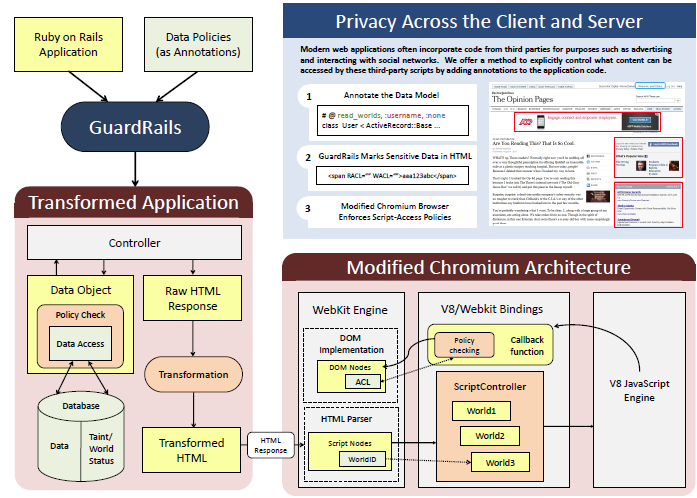 Ruby on Rails
Application
Data Policies
(as Annotations)
GuardRails
Transformed Application
Controller
Data Object
Policy Check
Data Access
Raw HTML
Response
Transformation
Database
Data
Taint/
World
Status
Transformed
HTML
HTML
Response
Privacy Across the Client and Server
Modern web applications often incorporate code from third parties for purposes such as advertising
and interacting with social networks. We offer a method to explicitly control what content can be
accessed by these third-party scripts by adding annotations to the application code.
1
Annotate the Data Model
# @ read_worlds, :username, :none
class User < ActiveRecord::Base ...
2
GuardRails Marks Sensitive Data in HTML
<span RACL="" WACL="">aea123abc</span>
3
Modified Chromium Browser
Enforces Script-Access Policies
The Opinion Pages
Are You Reading This? That Is So Cool.
Modified Chromium Architecture
WebKit Engine
DOM
Implementation
DOM Nodes
ACL
HTML Parser
Script Nodes
WorldID
V8/Webkit Bindings
Policy
checking
Callback
function
ScriptController
World1
World2
World3
V8 JavaScript
Engine